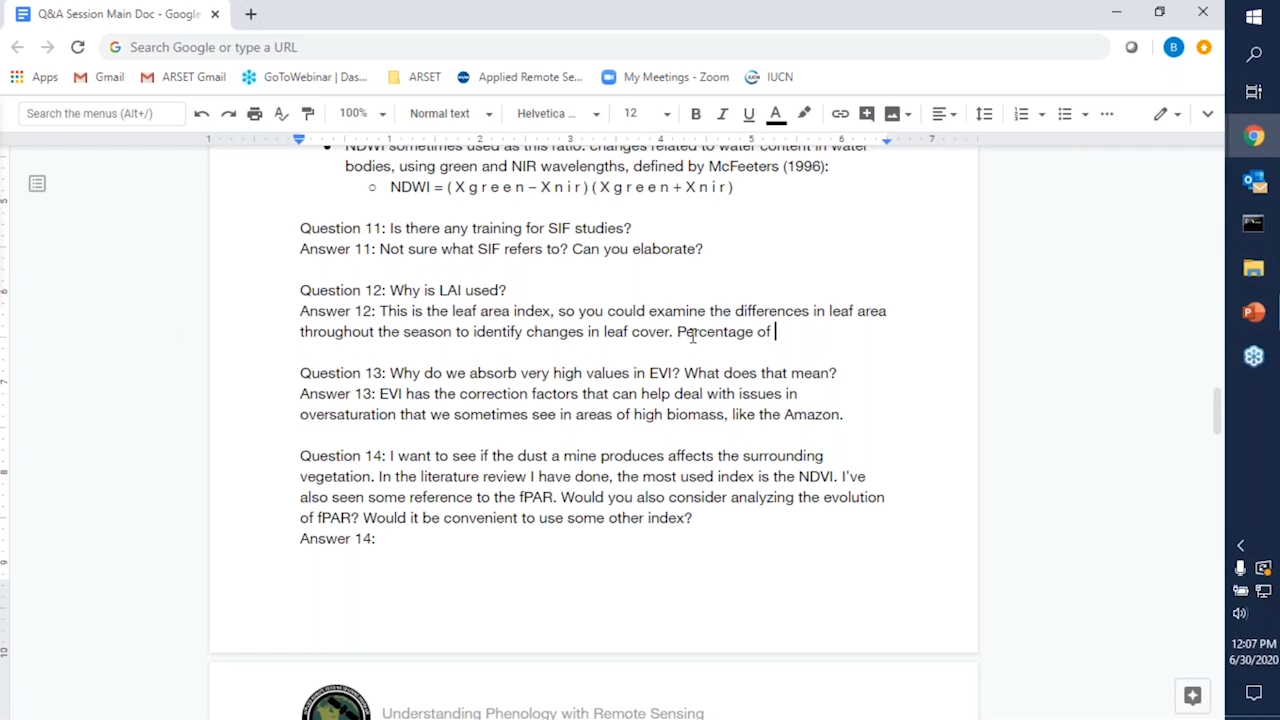 Q&A Session Main Doc - Google
Search Google or type a URL
B
Apps
Gmail
ARSET Gmail
GoToWebinar | Das...
ARSET
Applied Remote Se...
My Meetings - Zoom
IUCN
Search the menus (Alt+/)
100%
Normal text
Helvetica ...
12
B I U A
1 1 2 3 4 5 6 7
NDWI sometimes used as this ratio: changes related to water content in water
bodies, using green and NIR wavelengths, defined by McFeeters (1996):
NDWI = ( X g r e e n – X n i r ) ( X g r e e n + X n i r )
Question 11: Is there any training for SIF studies?
Answer 11: Not sure what SIF refers to? Can you elaborate?
Question 12: Why is LAI used?
Answer 12: This is the leaf area index, so you could examine the differences in leaf area
throughout the season to identify changes in leaf cover. Percentage of
Question 13: Why do we absorb very high values in EVI? What does that mean?
Answer 13: EVI has the correction factors that can help deal with issues in
oversaturation that we sometimes see in areas of high biomass, like the Amazon.
Question 14: I want to see if the dust a mine produces affects the surrounding
vegetation. In the literature review I have done, the most used index is the NDVI. I've
also seen some reference to the fPAR. Would you also consider analyzing the evolution
of fPAR? Would it be convenient to use some other index?
Answer 14:
Understanding Phenology with Remote Sensing
12:07 PM
6/30/2020